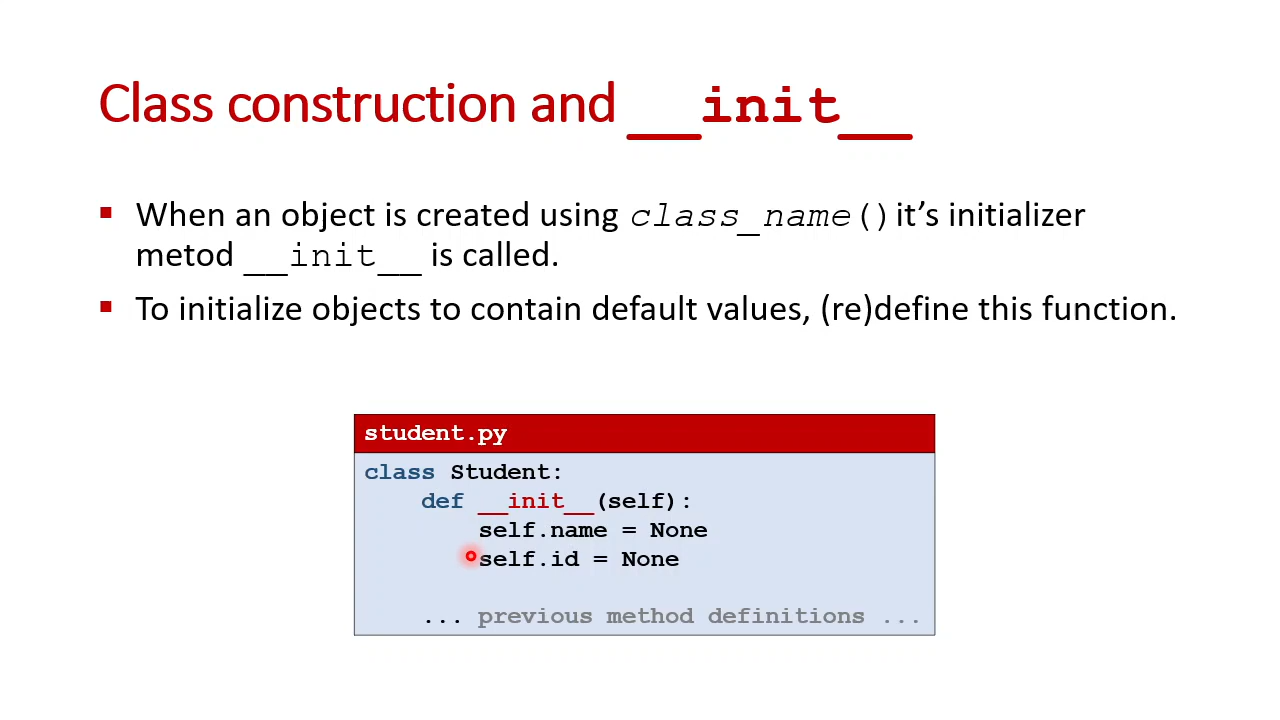 Class construction and __init__
When an object is created using class_name() it’s initializer
metod __init__ is called.
To initialize objects to contain default values, (re)define this function.
student.py
class Student:
    def __init__(self):
        self.name = None
        self.id = None
    ... previous method definitions ...